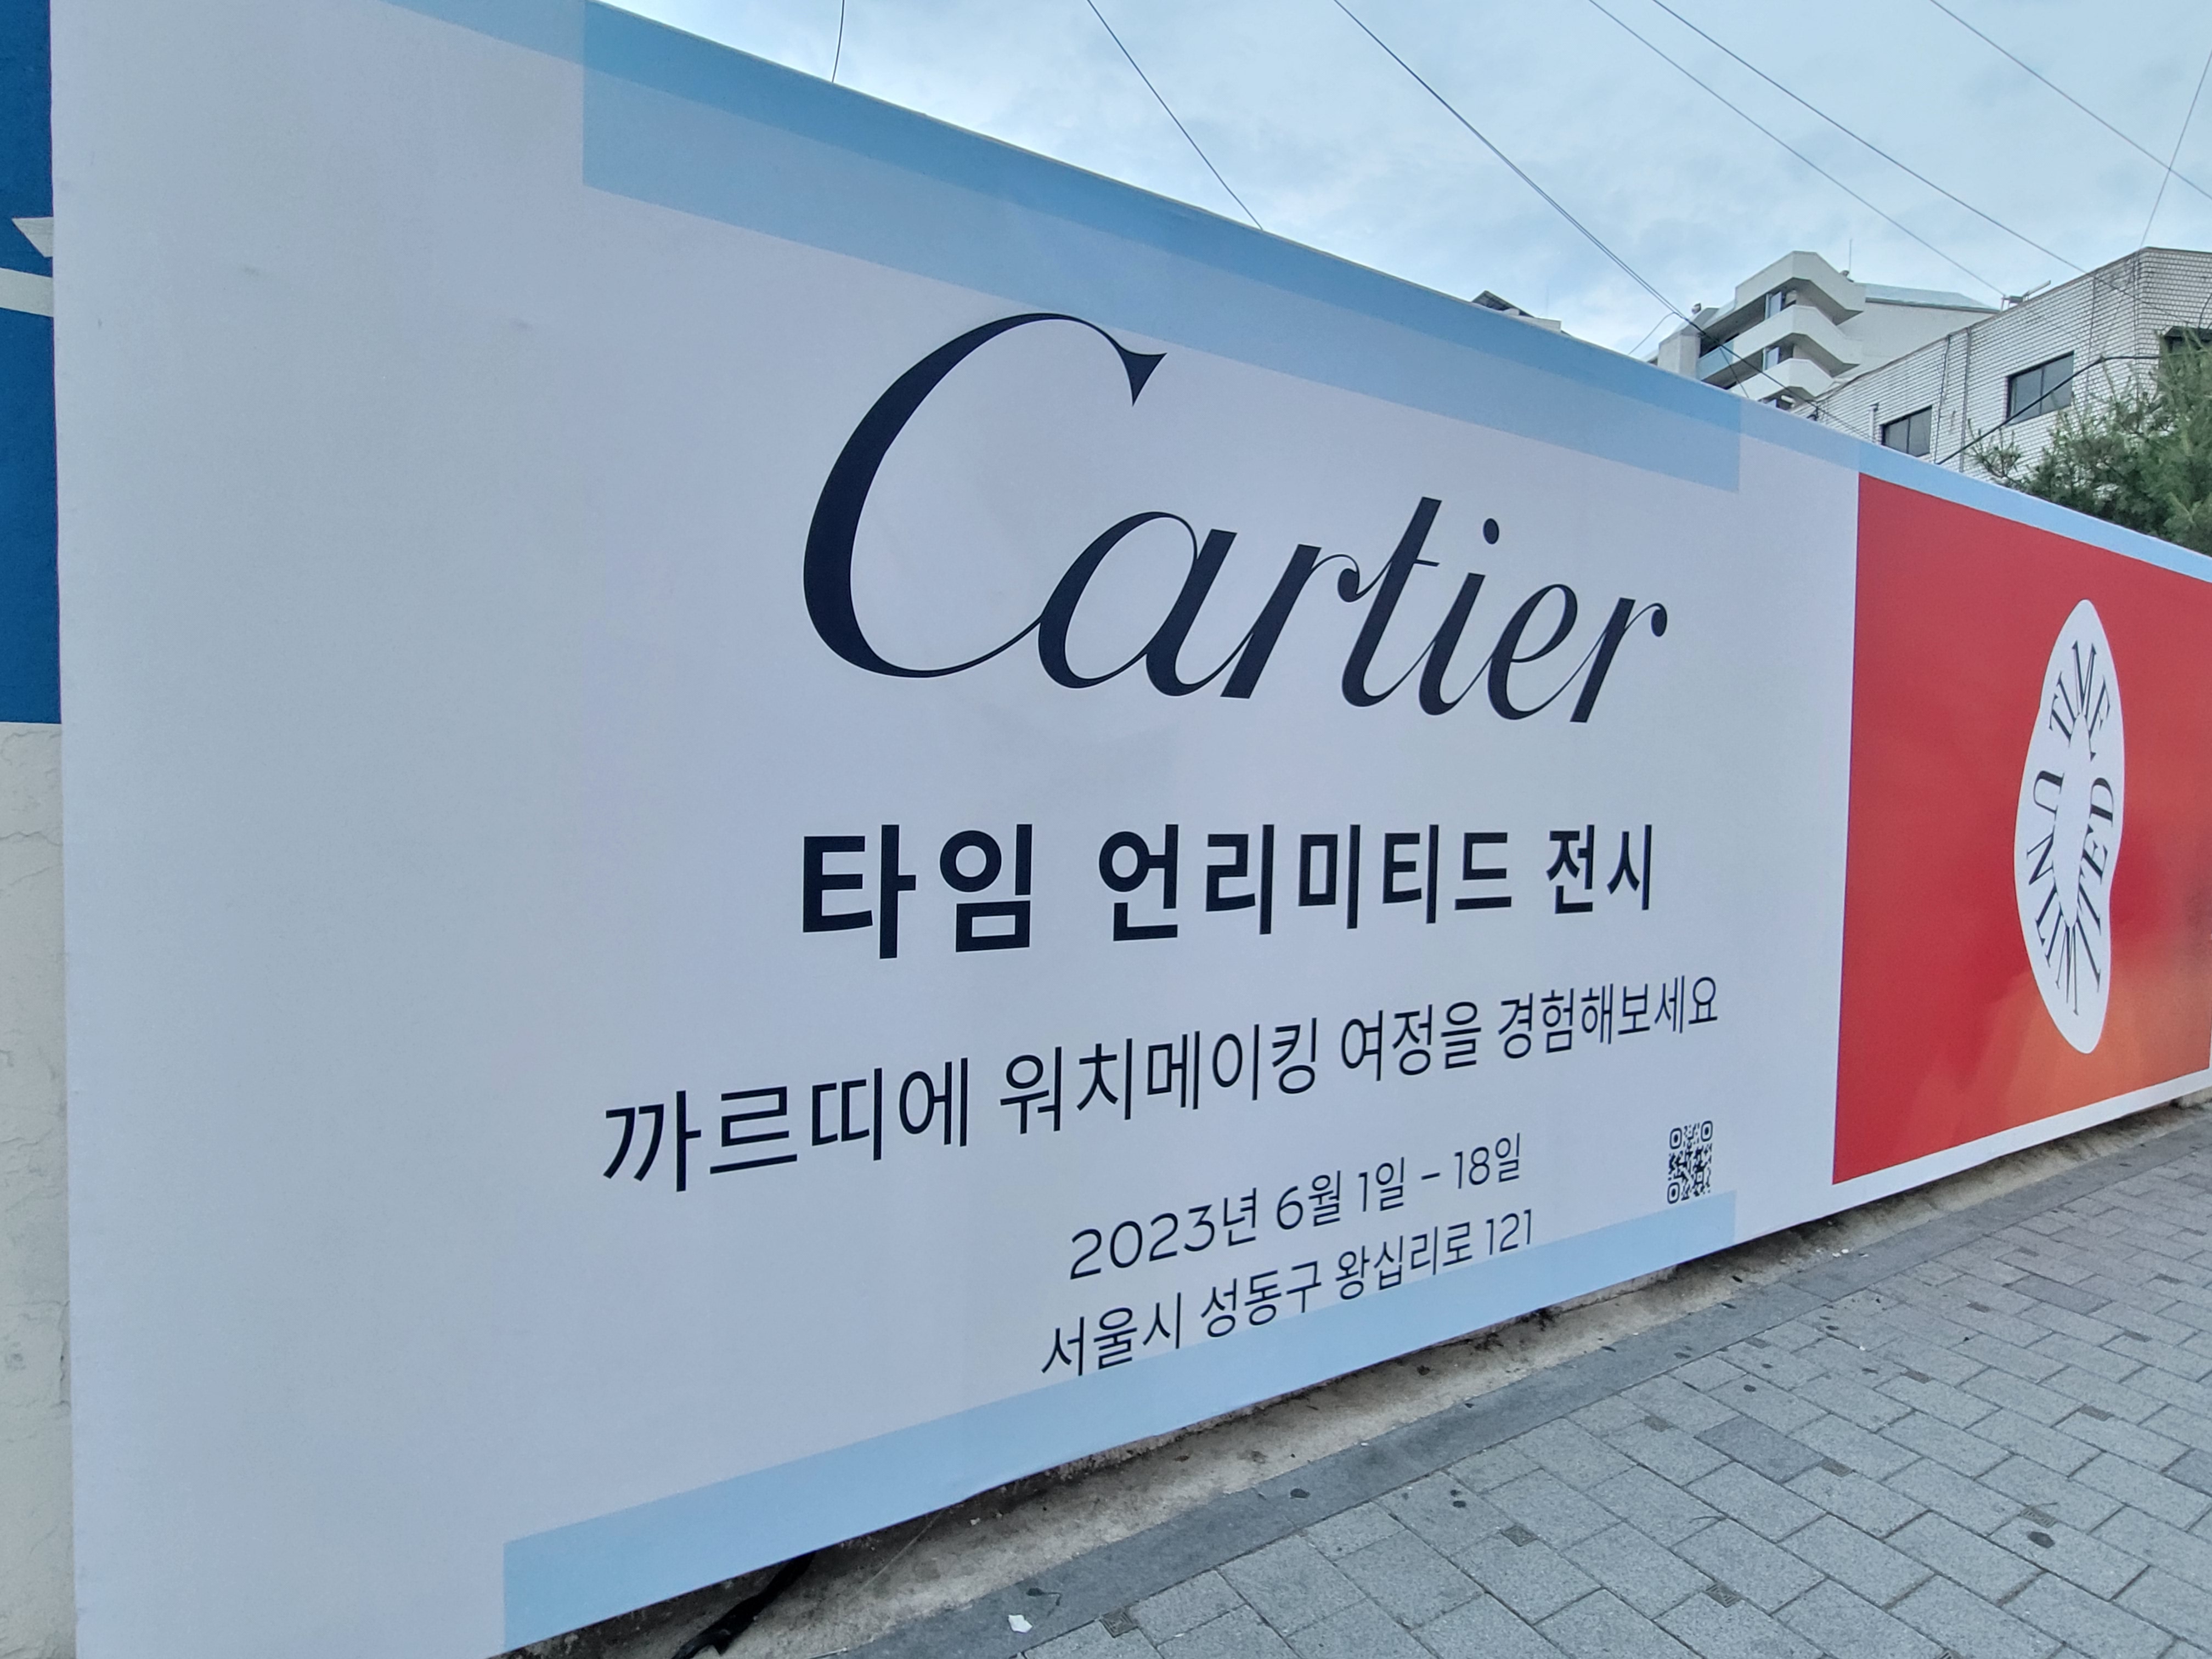 Cartier
타임 언리미티드 전시
까르띠에 워치메이킹 여정을 경험해보세요
2023년 6월 1일 – 18일
서울시 성동구 왕십리로 121
TIME
UNLIMITED